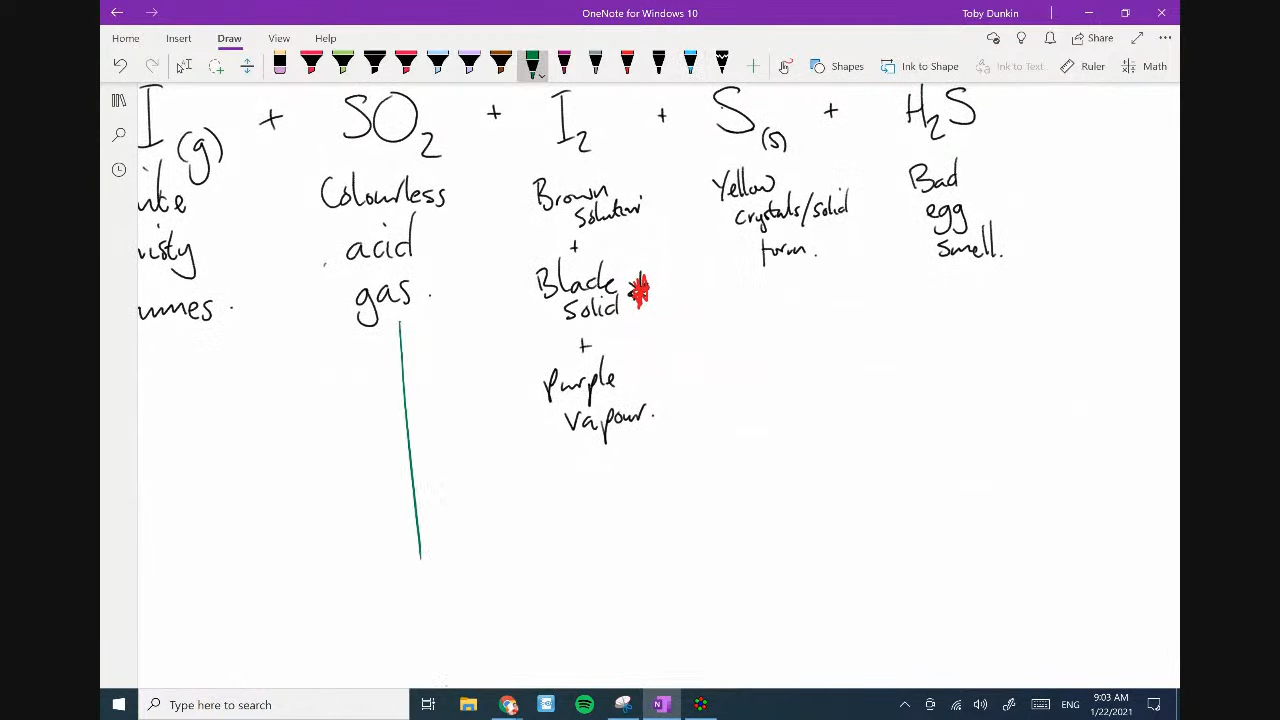 OneNote for Windows 10
Toby Dunkin
Home Insert Draw View Help
Share
Shapes Ink to Shape Ink to Text Ruler Math
I(g) + SO2 + I2 + S(s) + H2S
Colourless
acid
gas.
Brown
solution
+
Black
solid *
+
purple
vapour.
Yellow
crystals/solid
form.
Bad
egg
smell.
Type here to search
ENG
9:03 AM
1/22/2021